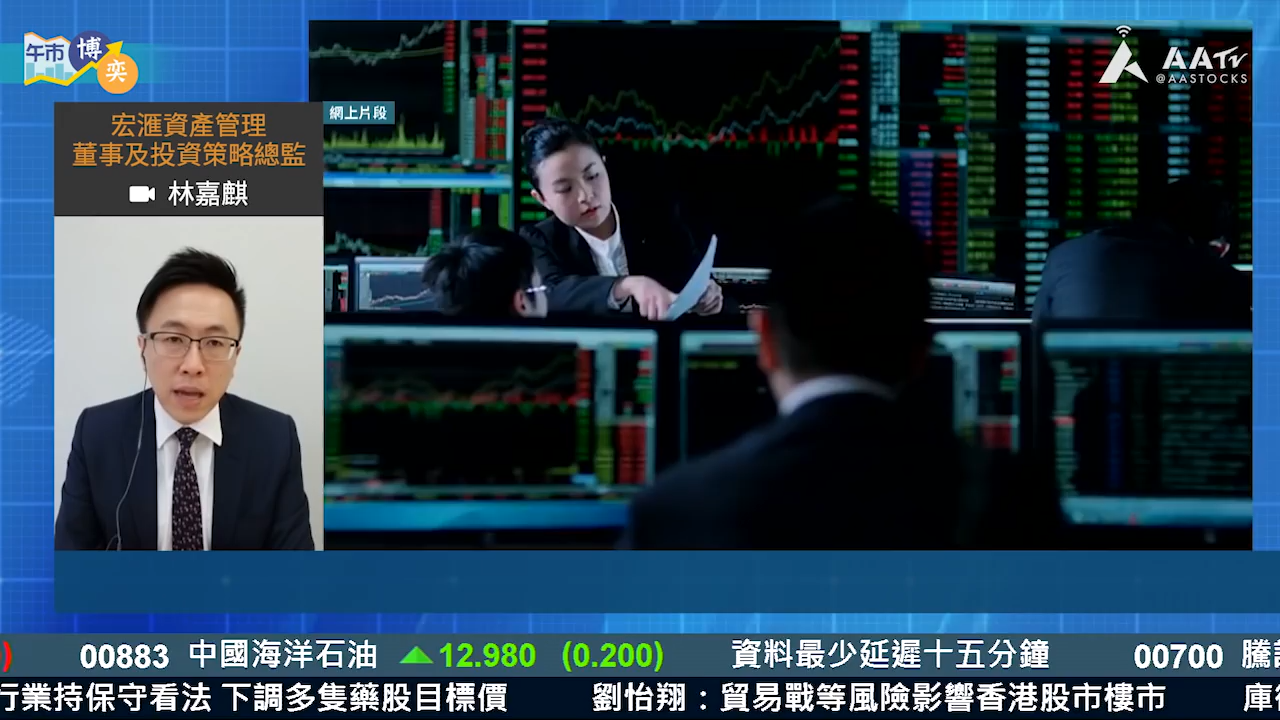 午市
博
奕
AATV
@AASTOCKS
宏滙資產管理
董事及投資策略總監
林嘉麒
網上片段
00883 中國海洋石油 12.980 (0.200) 資料最少延遲十五分鐘 00700 騰
行業持保守看法 下調多隻藥股目標價 劉怡翔：貿易戰等風險影響香港股市樓市 庫